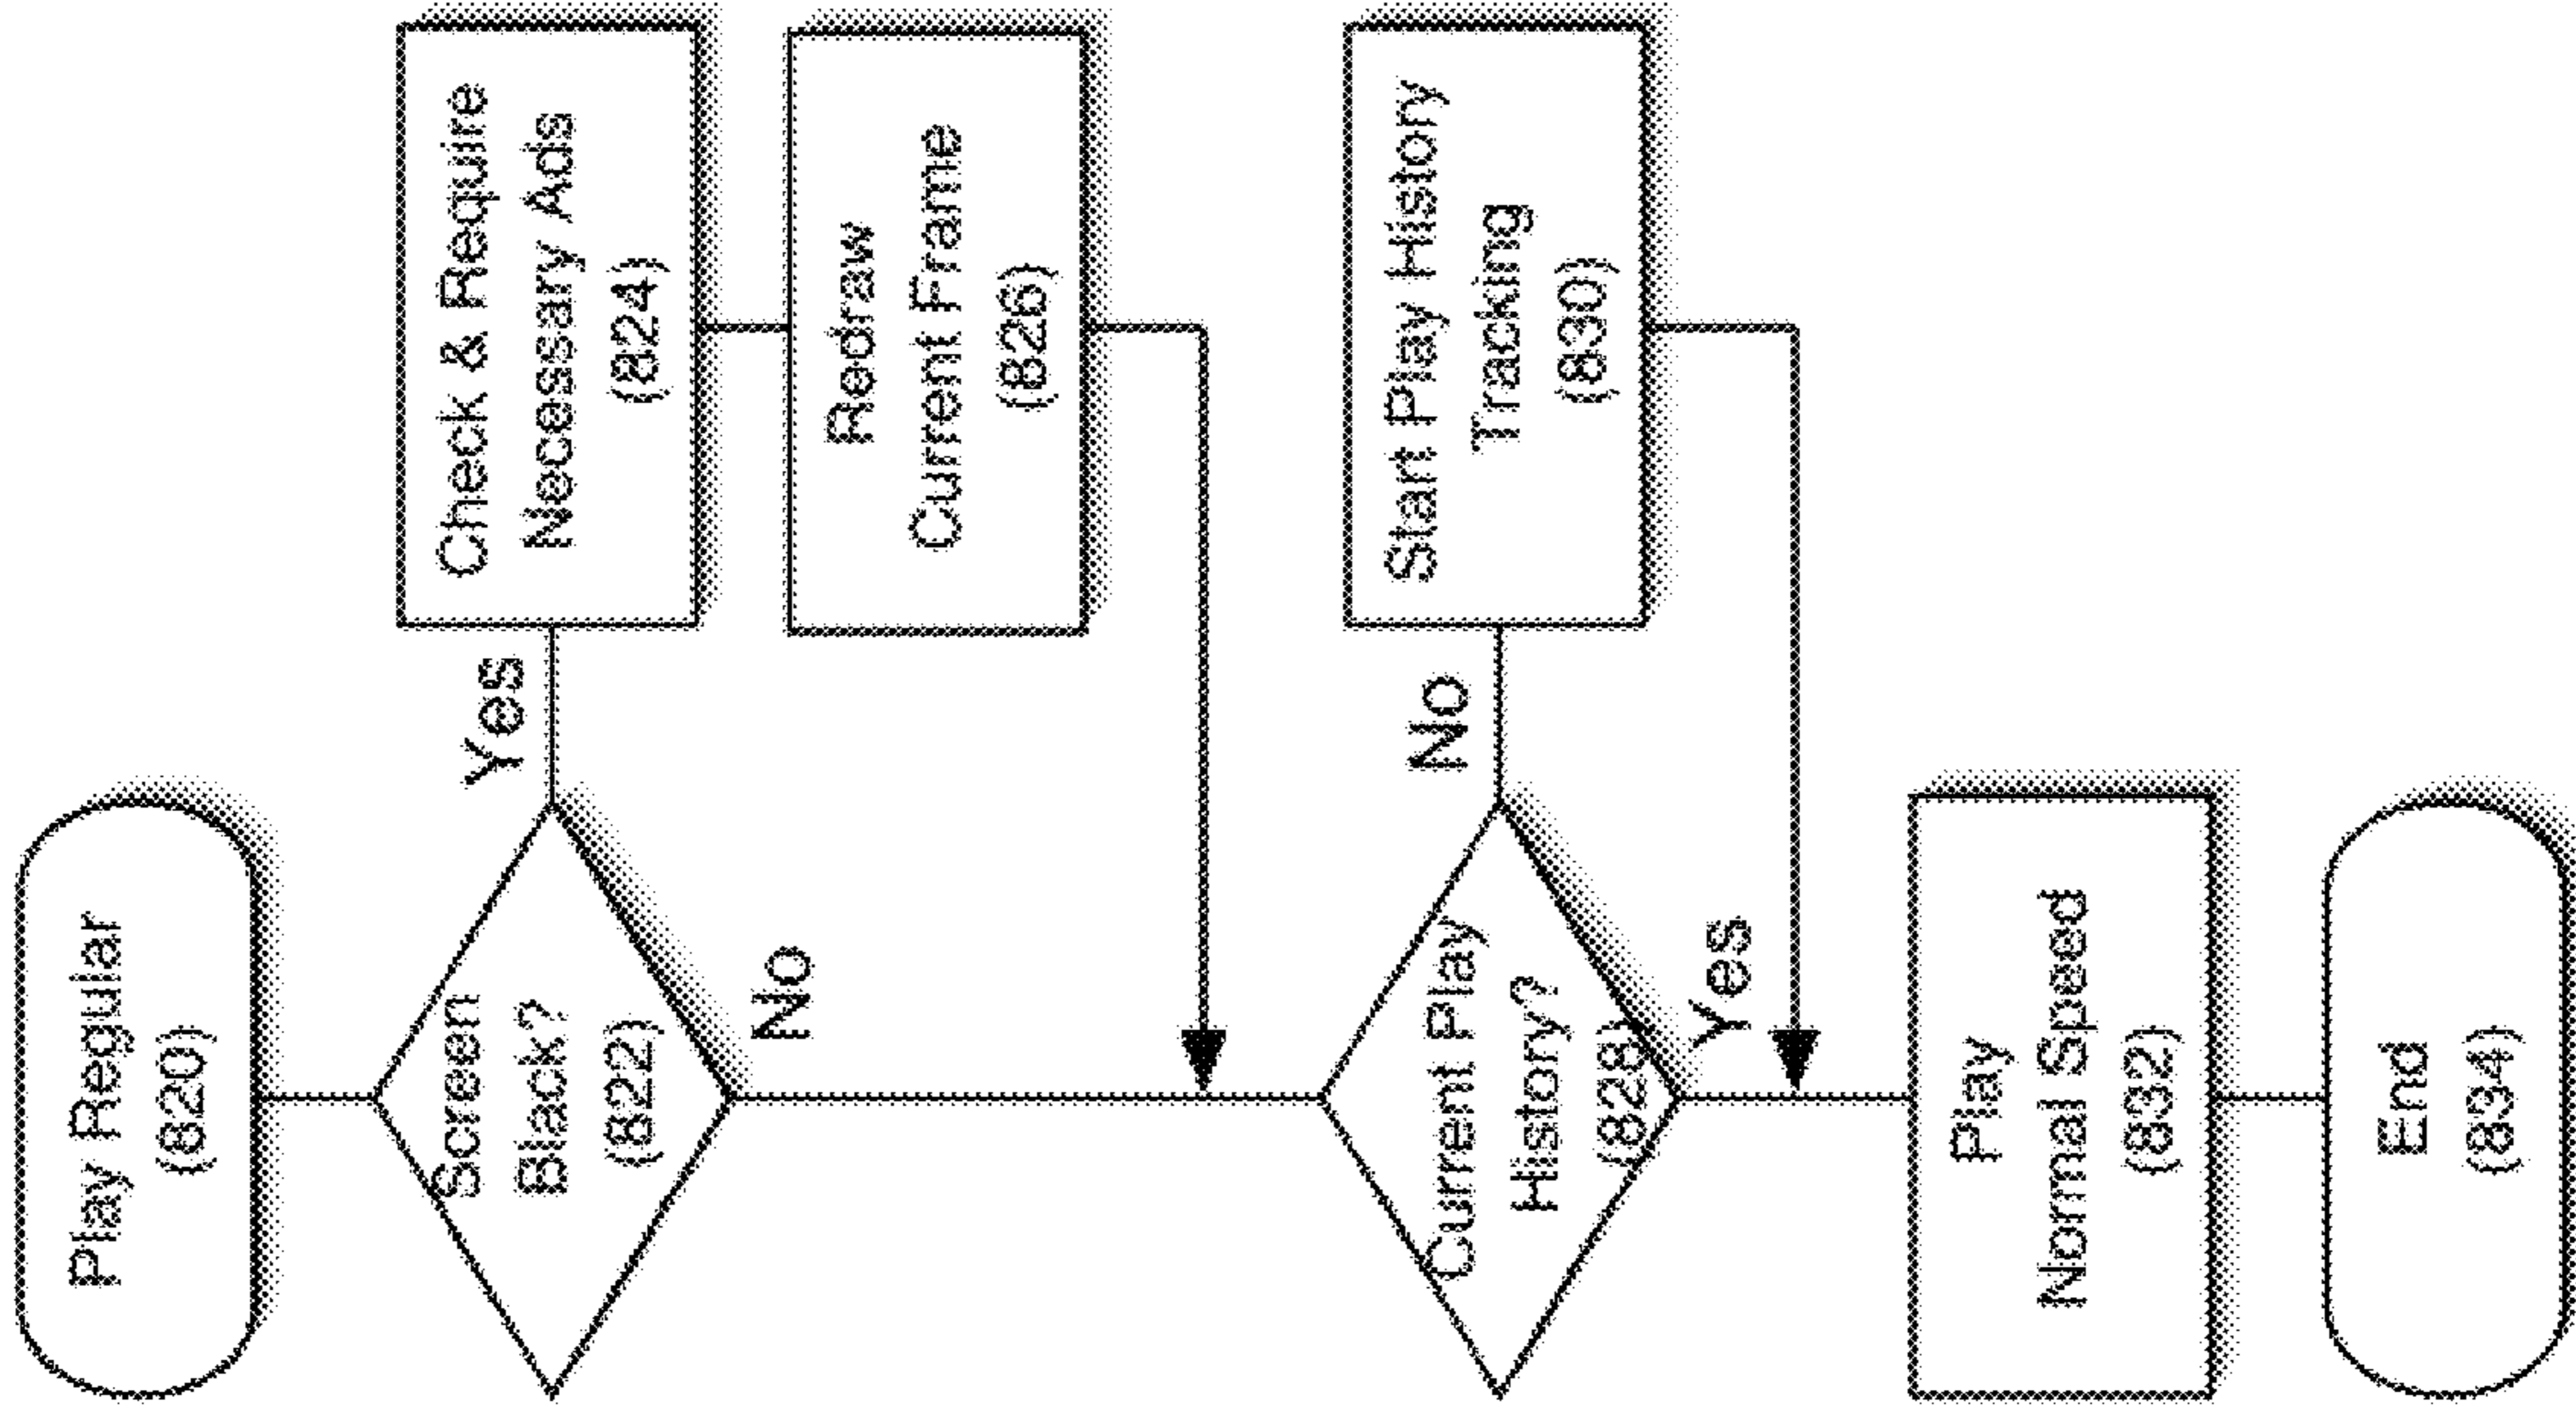 Play Regular
(820)
Screen
Black?
(822)
Yes
Check & Require
Necessary Ads
(824)
Redraw
Current Frame
(826)
No
Current Play
History?
(828)
No
Start Play History
Tracking
(830)
Yes
Play
Normal Speed
(832)
End
(834)